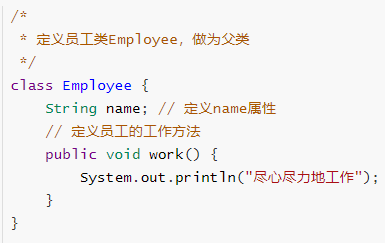 /*
 * 定义员工类Employee，做为父类
 */
class Employee {
    String name; // 定义name属性
    // 定义员工的工作方法
    public void work() {
        System.out.println("尽心尽力地工作");
    }
}